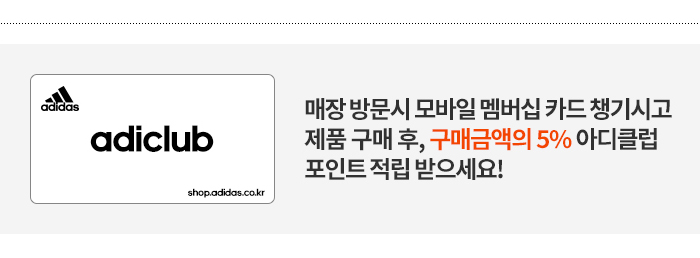 adidas
adiclub
shop.adidas.co.kr
매장 방문시 모바일 멤버십 카드 챙기시고
제품 구매 후, 구매금액의 5% 아디클럽
포인트 적립 받으세요!